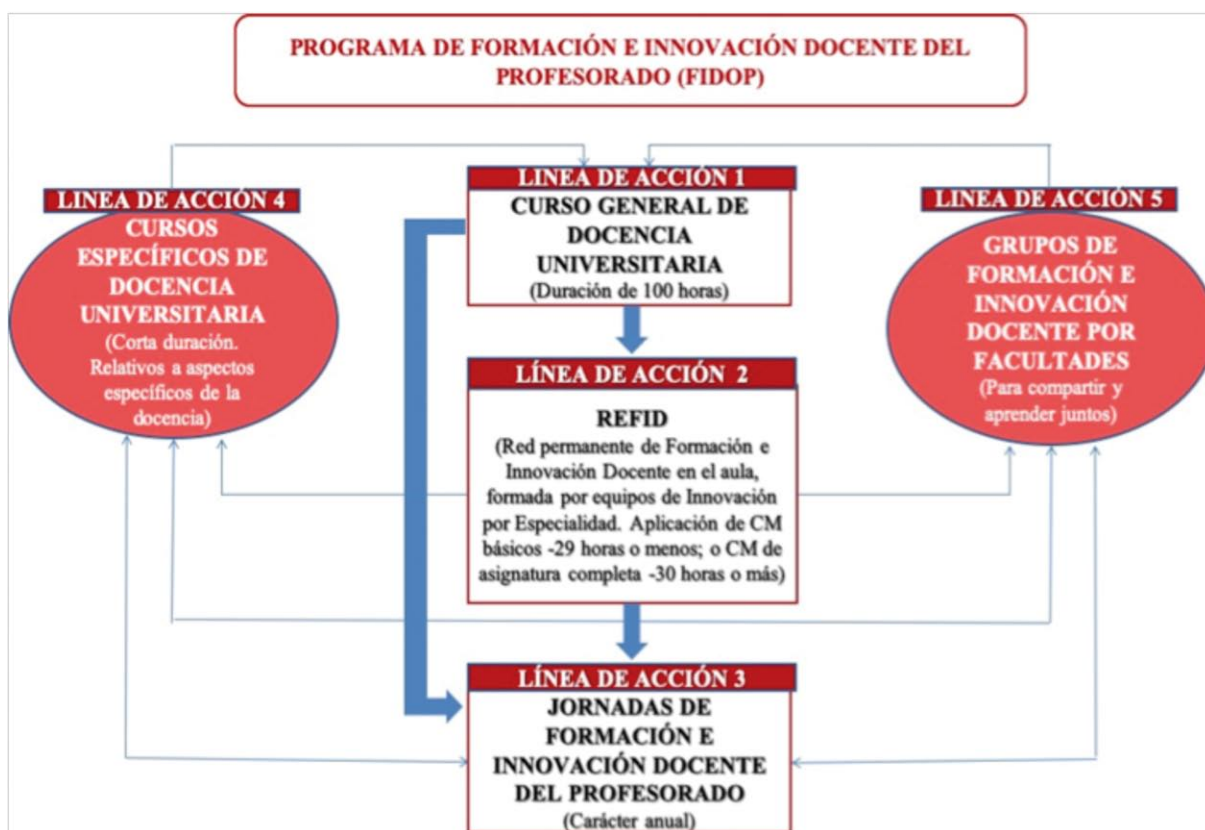 PROGRAMA DE FORMACIÓN E INNOVACIÓN DOCENTE DEL
PROFESORADO (FIDOP)
LINEA DE ACCIÓN 1
CURSO GENERAL DE
DOCENCIA
UNIVERSITARIA
(Duración de 100 horas)
LINEA DE ACCIÓN 4
CURSOS
ESPECÍFICOS DE
DOCENCIA
UNIVERSITARIA
(Corta duración.
Relativos a aspectos
específicos de la
docencia)
LINEA DE ACCIÓN 5
GRUPOS DE
FORMACIÓN E
INNOVACIÓN
DOCENTE POR
FACULTADES
(Para compartir y
aprender juntos)
LÍNEA DE ACCIÓN 2
REFID
(Red permanente de Formación e
Innovación Docente en el aula,
formada por equipos de Innovación
por Especialidad. Aplicación de CM
básicos -29 horas o menos; o CM de
asignatura completa -30 horas o más)
LÍNEA DE ACCIÓN 3
JORNADAS DE
FORMACIÓN E
INNOVACIÓN DOCENTE
DEL PROFESORADO
(Carácter anual)